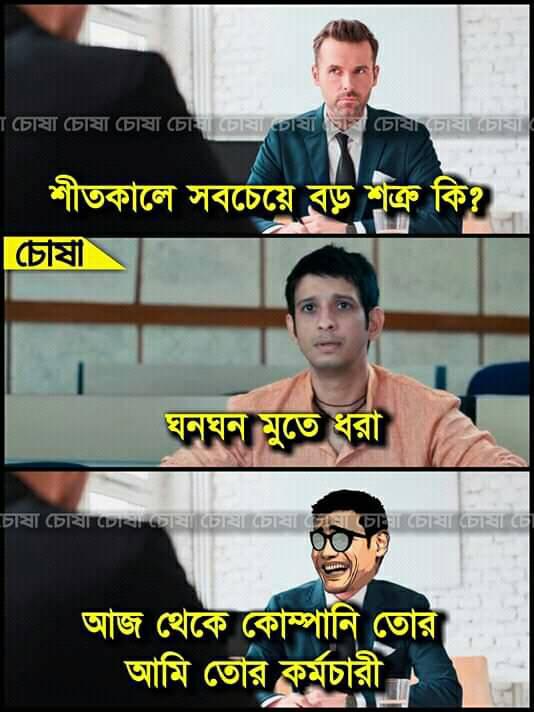 চোষা চোষা চোষা চোষা চোষা চোষা চোষা চোষা চোষা
শীতকালে সবচেয়ে বড় শত্রু কি?
চোষা
ঘনঘন মুতে ধরা
চোষা চোষা চোষা চোষা চোষা চোষা চোষা চোষা চোষা
আজ থেকে কোম্পানি তোর
আমি তোর কর্মচারী